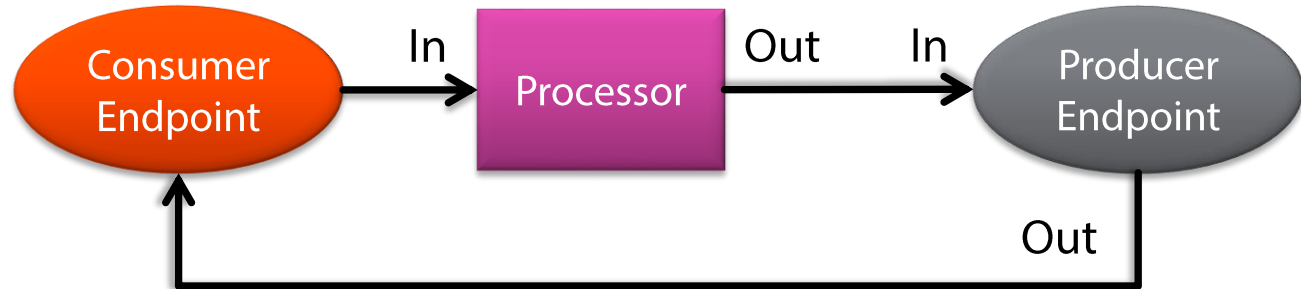 Consumer
Endpoint
In
Processor
Out
In
Producer
Endpoint
Out